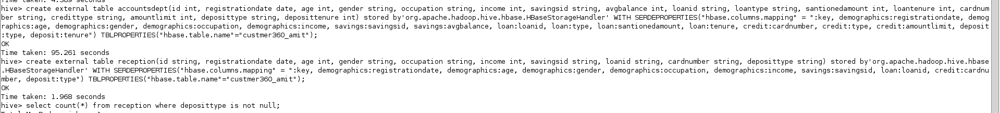 Time taken: 4.389 seconds
hive> create external table accountsdept(id int, registrationdate date, age int, gender string, occupation string, income int, savingsid string, avgbalance int, loanid string, loantype string, santionedamount int, loantenure int, cardnum
ber string, credittype string, amountlimit int, deposittype string, deposittenure int) stored by'org.apache.hadoop.hive.hbase.HBaseStorageHandler' WITH SERDEPROPERTIES("hbase.columns.mapping" = ":key, demographics:registrationdate, demog
raphics:age, demographics:gender, demographics:occupation, demographics:income, savings:savingsid, savings:avgbalance, loan:loanid, loan:type, loan:santionedamount, loan:tenure, credit:cardnumber, credit:type, credit:amountlimit, deposit
:type, deposit:tenure") TBLPROPERTIES("hbase.table.name"="custmer360_amit");
OK
Time taken: 95.261 seconds
hive> create external table reception(id string, registrationdate date, age int, gender string, occupation string, income int, savingsid string, loanid string, cardnumber string, deposittype string) stored by'org.apache.hadoop.hive.hbase
.HBaseStorageHandler' WITH SERDEPROPERTIES("hbase.columns.mapping" = ":key, demographics:registrationdate, demographics:age, demographics:gender, demographics:occupation, demographics:income, savings:savingsid, loan:loanid, credit:cardnu
mber, deposit:type") TBLPROPERTIES("hbase.table.name"="custmer360_amit");
OK
Time taken: 1.968 seconds
hive> select count(*) from reception where deposittype is not null;